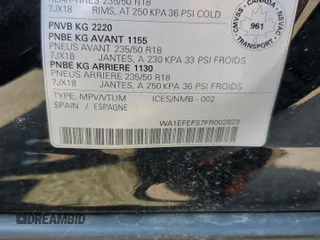 REAR TIRES 235/50 R18
7JX18 RIMS, AT 250 KPA 36 PSI COLD
PNVB KG 2220
PNBE KG AVANT 1155
PNEUS AVANT 235/50 R18
7JX18 JANTES, A 230 KPA 33 PSI FROIDS
PNBE KG ARRIERE 1130
PNEUS ARRIERE 235/50 R18
7JX18 JANTES, A 250 KPA 36 PSI FROIDS
TYPE: MPV/VTUM ICES/NMB - 002
SPAIN / ESPAGNE
CMVSS - CANADA - NSVAC
961
TRANSPORT
WA1EFEFS7FR002823
DREAMBID